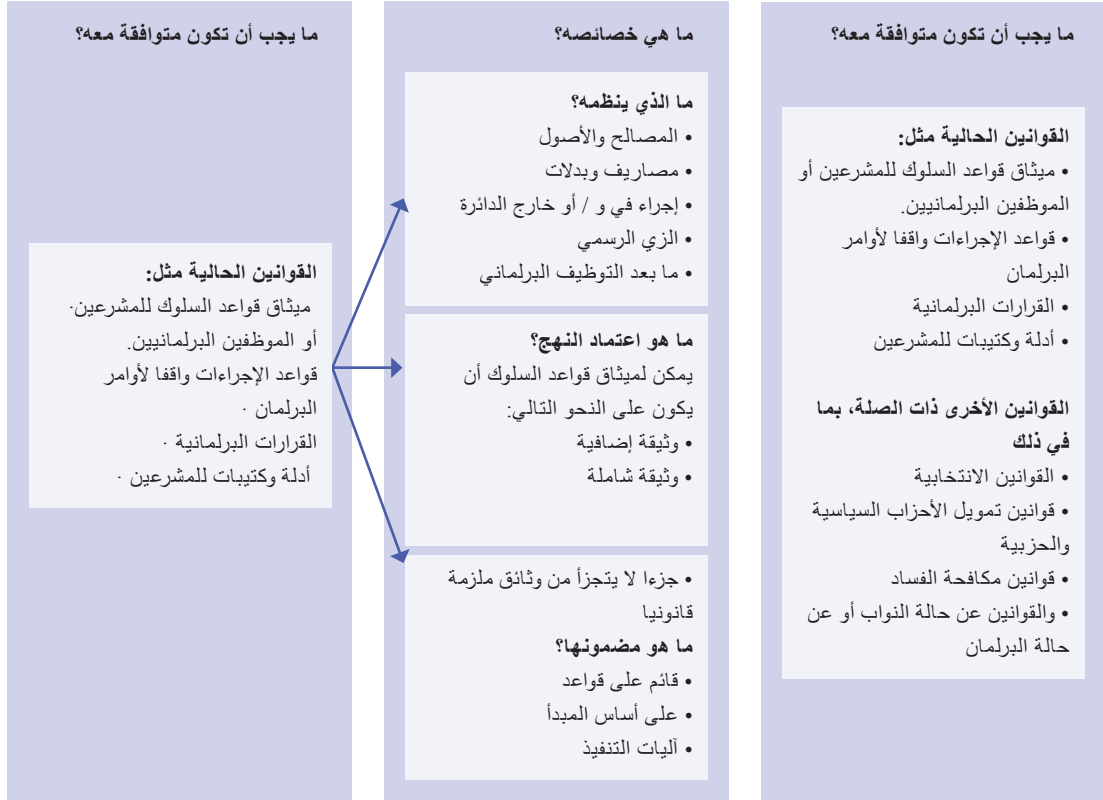 ما يجب أن تكون متوافقة معه؟
القوانين الحالية مثل:
• ميثاق قواعد السلوك للمشرعين أو
الموظفين البرلمانيين.
• قواعد الإجراءات واقفا لأوامر
البرلمان
• القرارات البرلمانية
• أدلة وكتيبات للمشرعين
القوانين الأخرى ذات الصلة، بما
في ذلك
• القوانين الانتخابية
• قوانين تمويل الأحزاب السياسية
والحزبية
• قوانين مكافحة الفساد
• والقوانين عن حالة النواب أو عن
حالة البرلمان
ما هي خصائصه؟
ما الذي ينظمه؟
• المصالح والأصول
• مصاريف وبدلات
• إجراء في و / أو خارج الدائرة
• الزي الرسمي
• ما بعد التوظيف البرلماني
ما هو اعتماد النهج؟
يمكن لميثاق قواعد السلوك أن
يكون على النحو التالي:
• وثيقة إضافية
• وثيقة شاملة
• جزءا لا يتجزأ من وثائق ملزمة
قانونيا
ما هو مضمونها؟
• قائم على قواعد
• على أساس المبدأ
• آليات التنفيذ
ما يجب أن تكون متوافقة معه؟
القوانين الحالية مثل:
ميثاق قواعد السلوك للمشرعين·
أو الموظفين البرلمانيين.
قواعد الإجراءات واقفا لأوامر
البرلمان ·
القرارات البرلمانية ·
أدلة وكتيبات للمشرعين ·